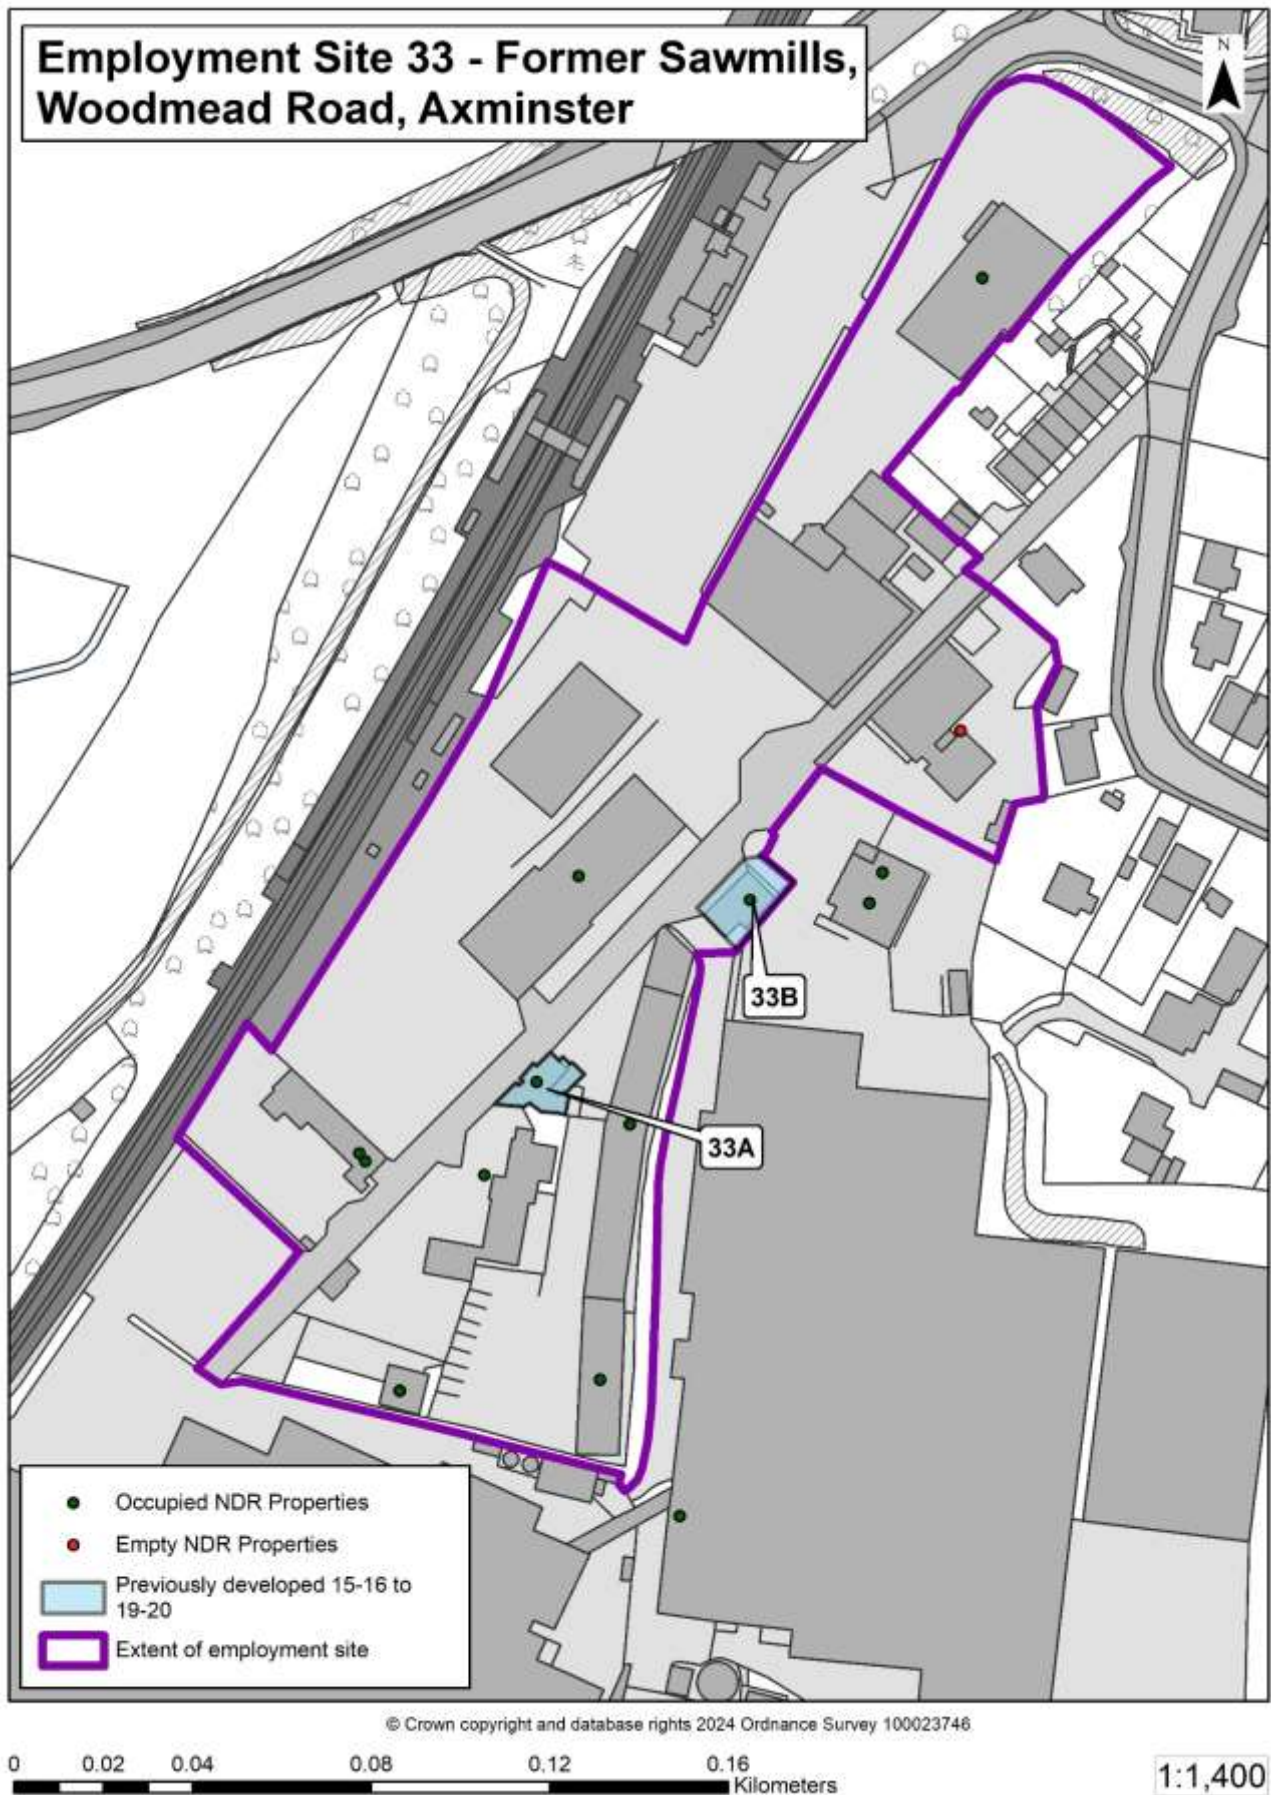 Employment Site 33 - Former Sawmills,
Woodmead Road, Axminster
N
33B
33A
Occupied NDR Properties
Empty NDR Properties
Previously developed 15-16 to
19-20
Extent of employment site
© Crown copyright and database rights 2024 Ordnance Survey 100023746
0 0.02 0.04 0.08 0.12 0.16
Kilometers
1:1,400